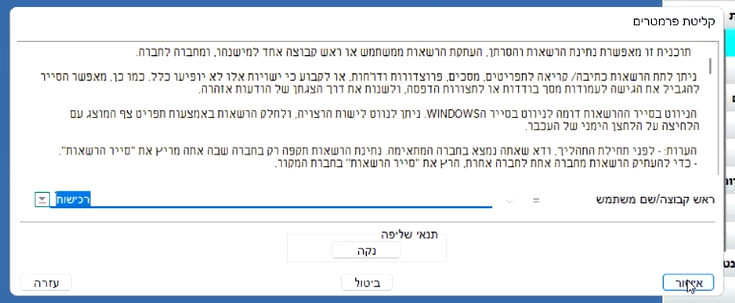 קליטת פרמטרים
תוכנית זו מאפשרת נתינת הרשאות והסרתן, העתקת הרשאות ממשתמש או ראש קבוצה אחד למישנהו, ומחברה לחברה.
ניתן לתת הרשאות כתיבה/ קריאה לתפריטים, מסכים, פרוצדורות ודו'חות, או לקבוע כי ישויות אלו לא יופיעו כלל. כמו כן, מאפשר הסייר
להגביל את הגישה לעמודות מסך בודדות או לתצורות הדפסה, ולשנות את דרך הצגתן של הודעות אזהרה.
הניווט בסייר ההרשאות דומה לניווט בסייר הWINDOWS. ניתן לנווט לישות הרצויה, ולחלק הרשאות באמצעות תפריט צף המוצג עם
הלחיצה על הלחצן הימני של העכבר.
הערות: - לפני תחילת התהליך, ודא שאתה נמצא בחברה המתאימה. נתינת הרשאות תקפה רק בחברה שבה אתה מריץ את "סייר הרשאות".
- כדי להעתיק הרשאות מחברה אחת לחברה אחרת, הרץ את "סייר הרשאות" בחברת המקור.
ראש קבוצה/שם משתמש = רכישות
תנאי שליפה
נקה
אישור ביטול עזרה